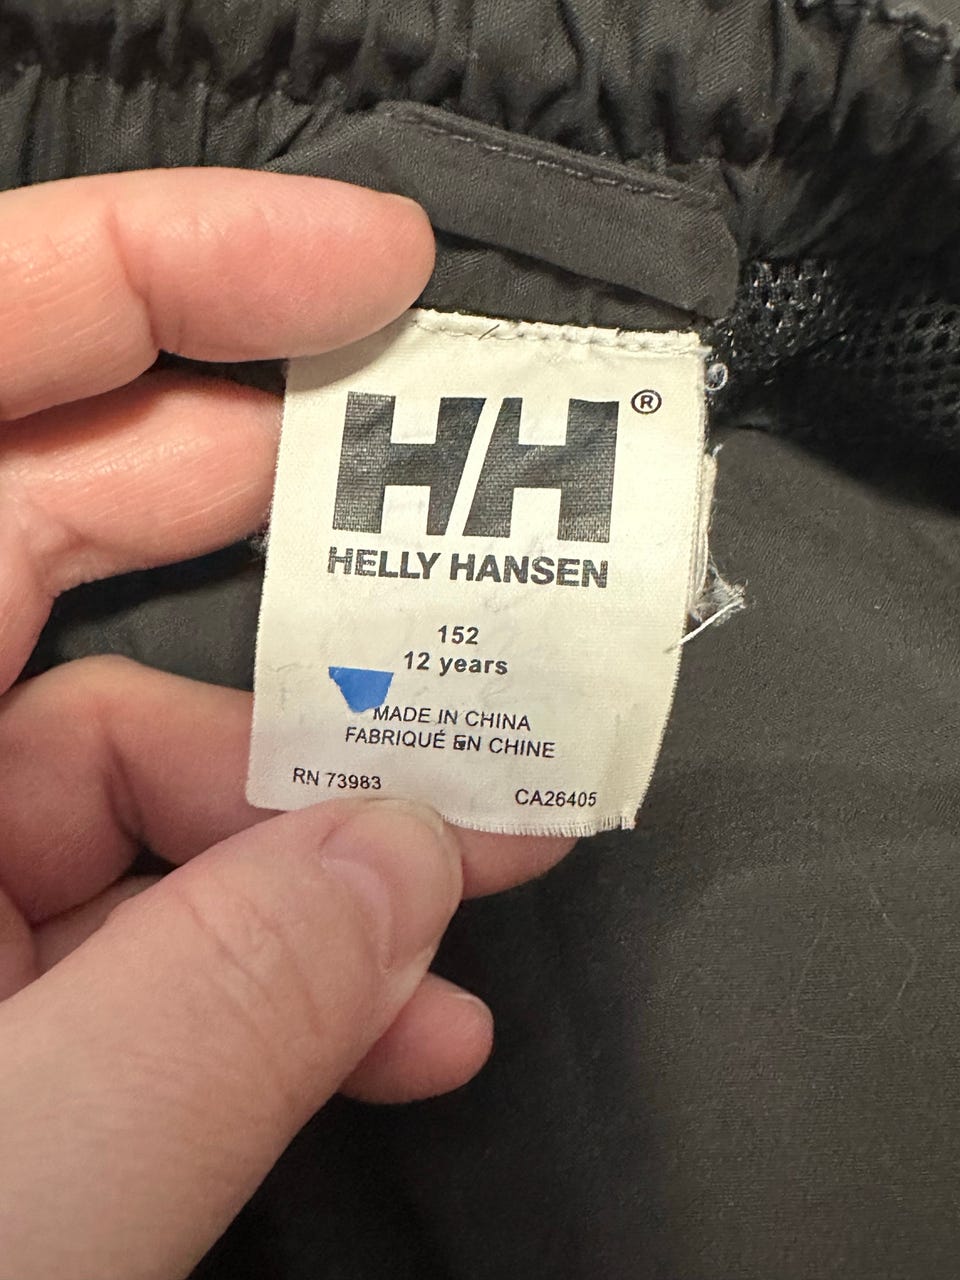 HH®
HELLY HANSEN
152
12 years
MADE IN CHINA
FABRIQUÉ EN CHINE
RN 73983
CA26405